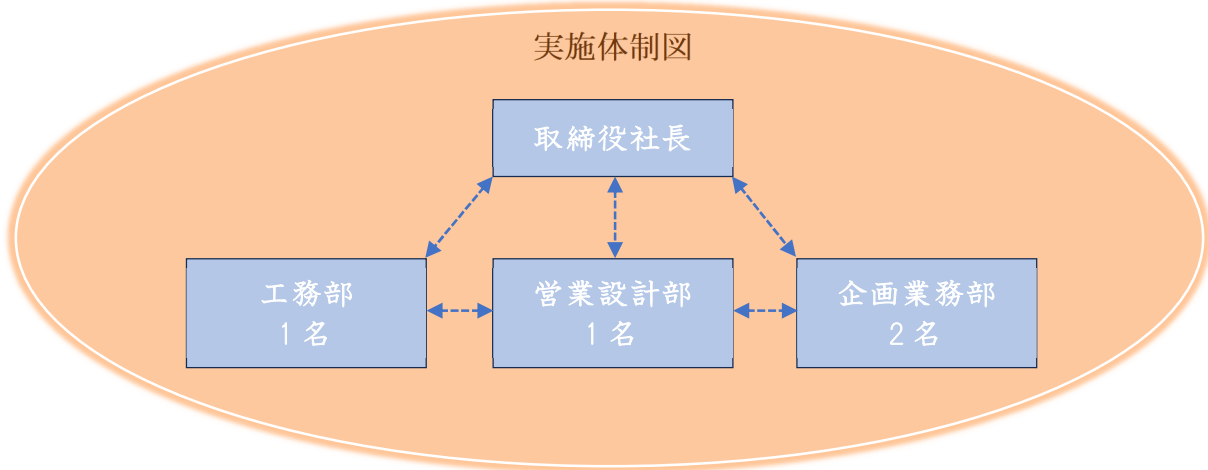 実施体制図
取締役社長
工務部
1名
営業設計部
1名
企画業務部
2名